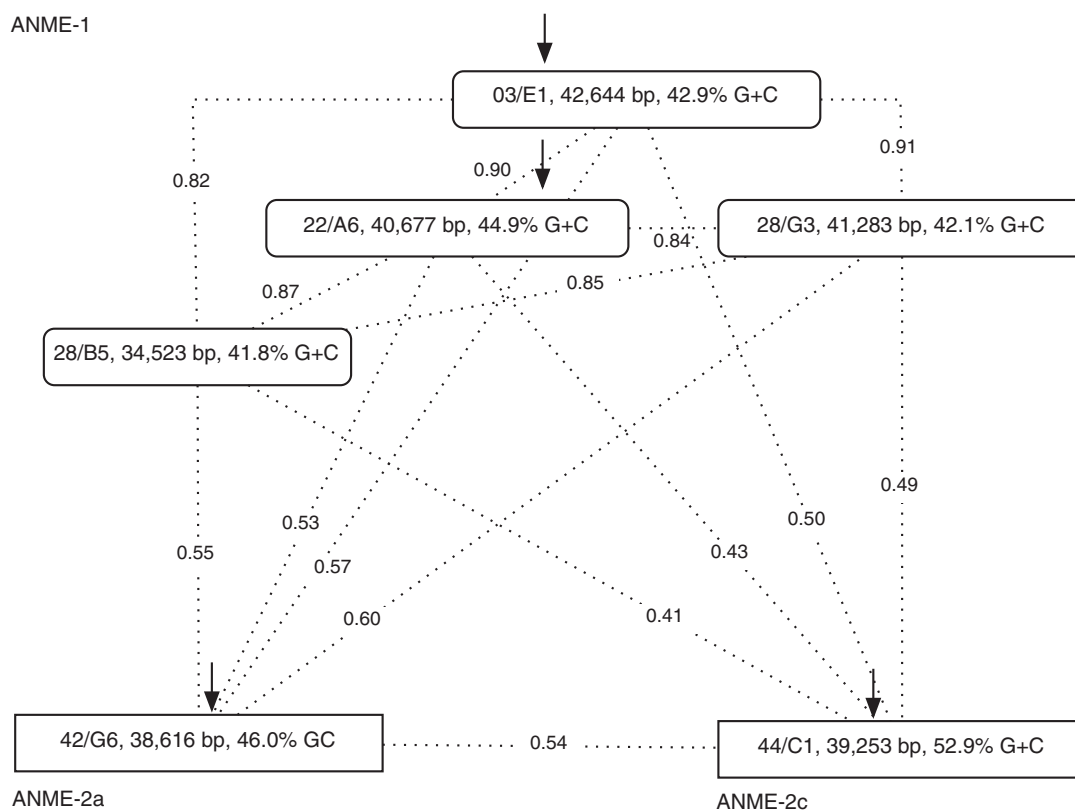 ANME-1
03/E1, 42,644 bp, 42.9% G+C
0.91
0.90
0.82
22/A6, 40,677 bp, 44.9% G+C
28/G3, 41,283 bp, 42.1% G+C
0.84
0.85
0.87
28/B5, 34,523 bp, 41.8% G+C
0.49
0.50
0.53
0.43
0.55
0.57
0.60
0.41
42/G6, 38,616 bp, 46.0% GC
0.54
44/C1, 39,253 bp, 52.9% G+C
ANME-2a
ANME-2c